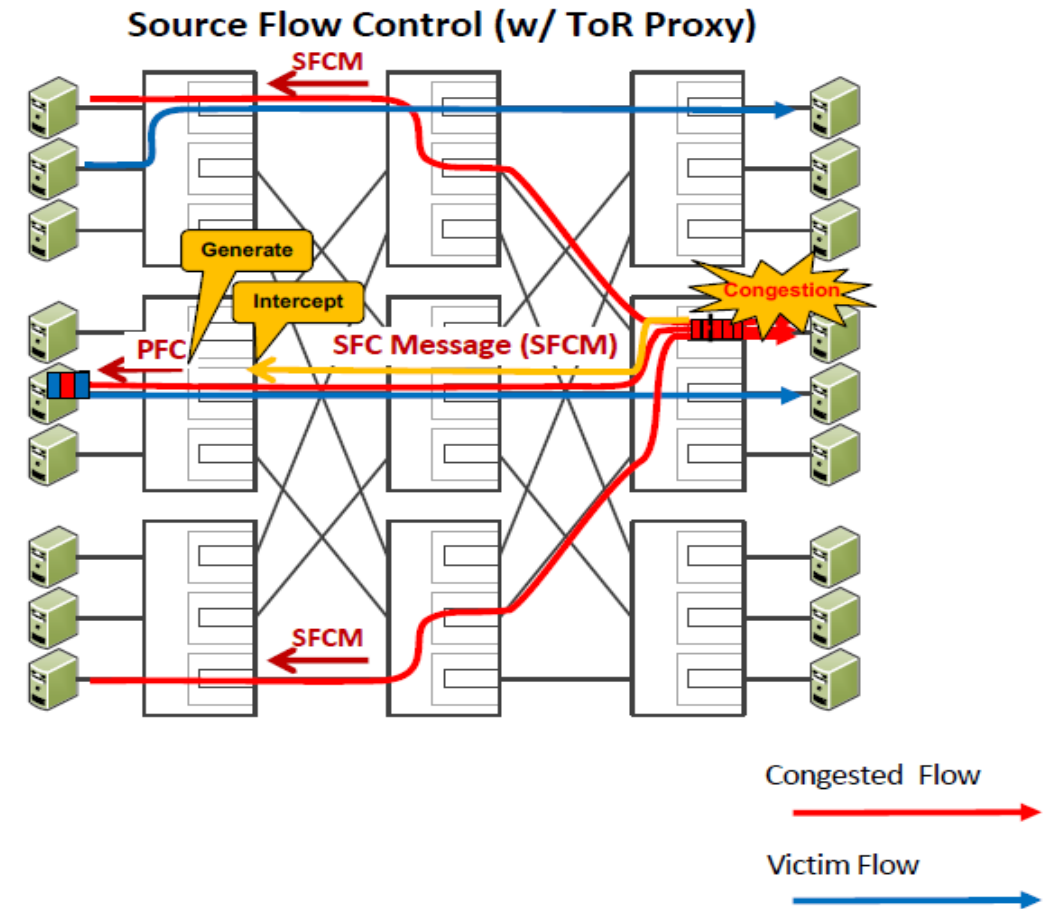 Source Flow Control (w/ ToR Proxy)
SFCM
Generate
Intercept
Congestion
PFC
SFC Message (SFCM)
SFCM
Congested Flow
Victim Flow